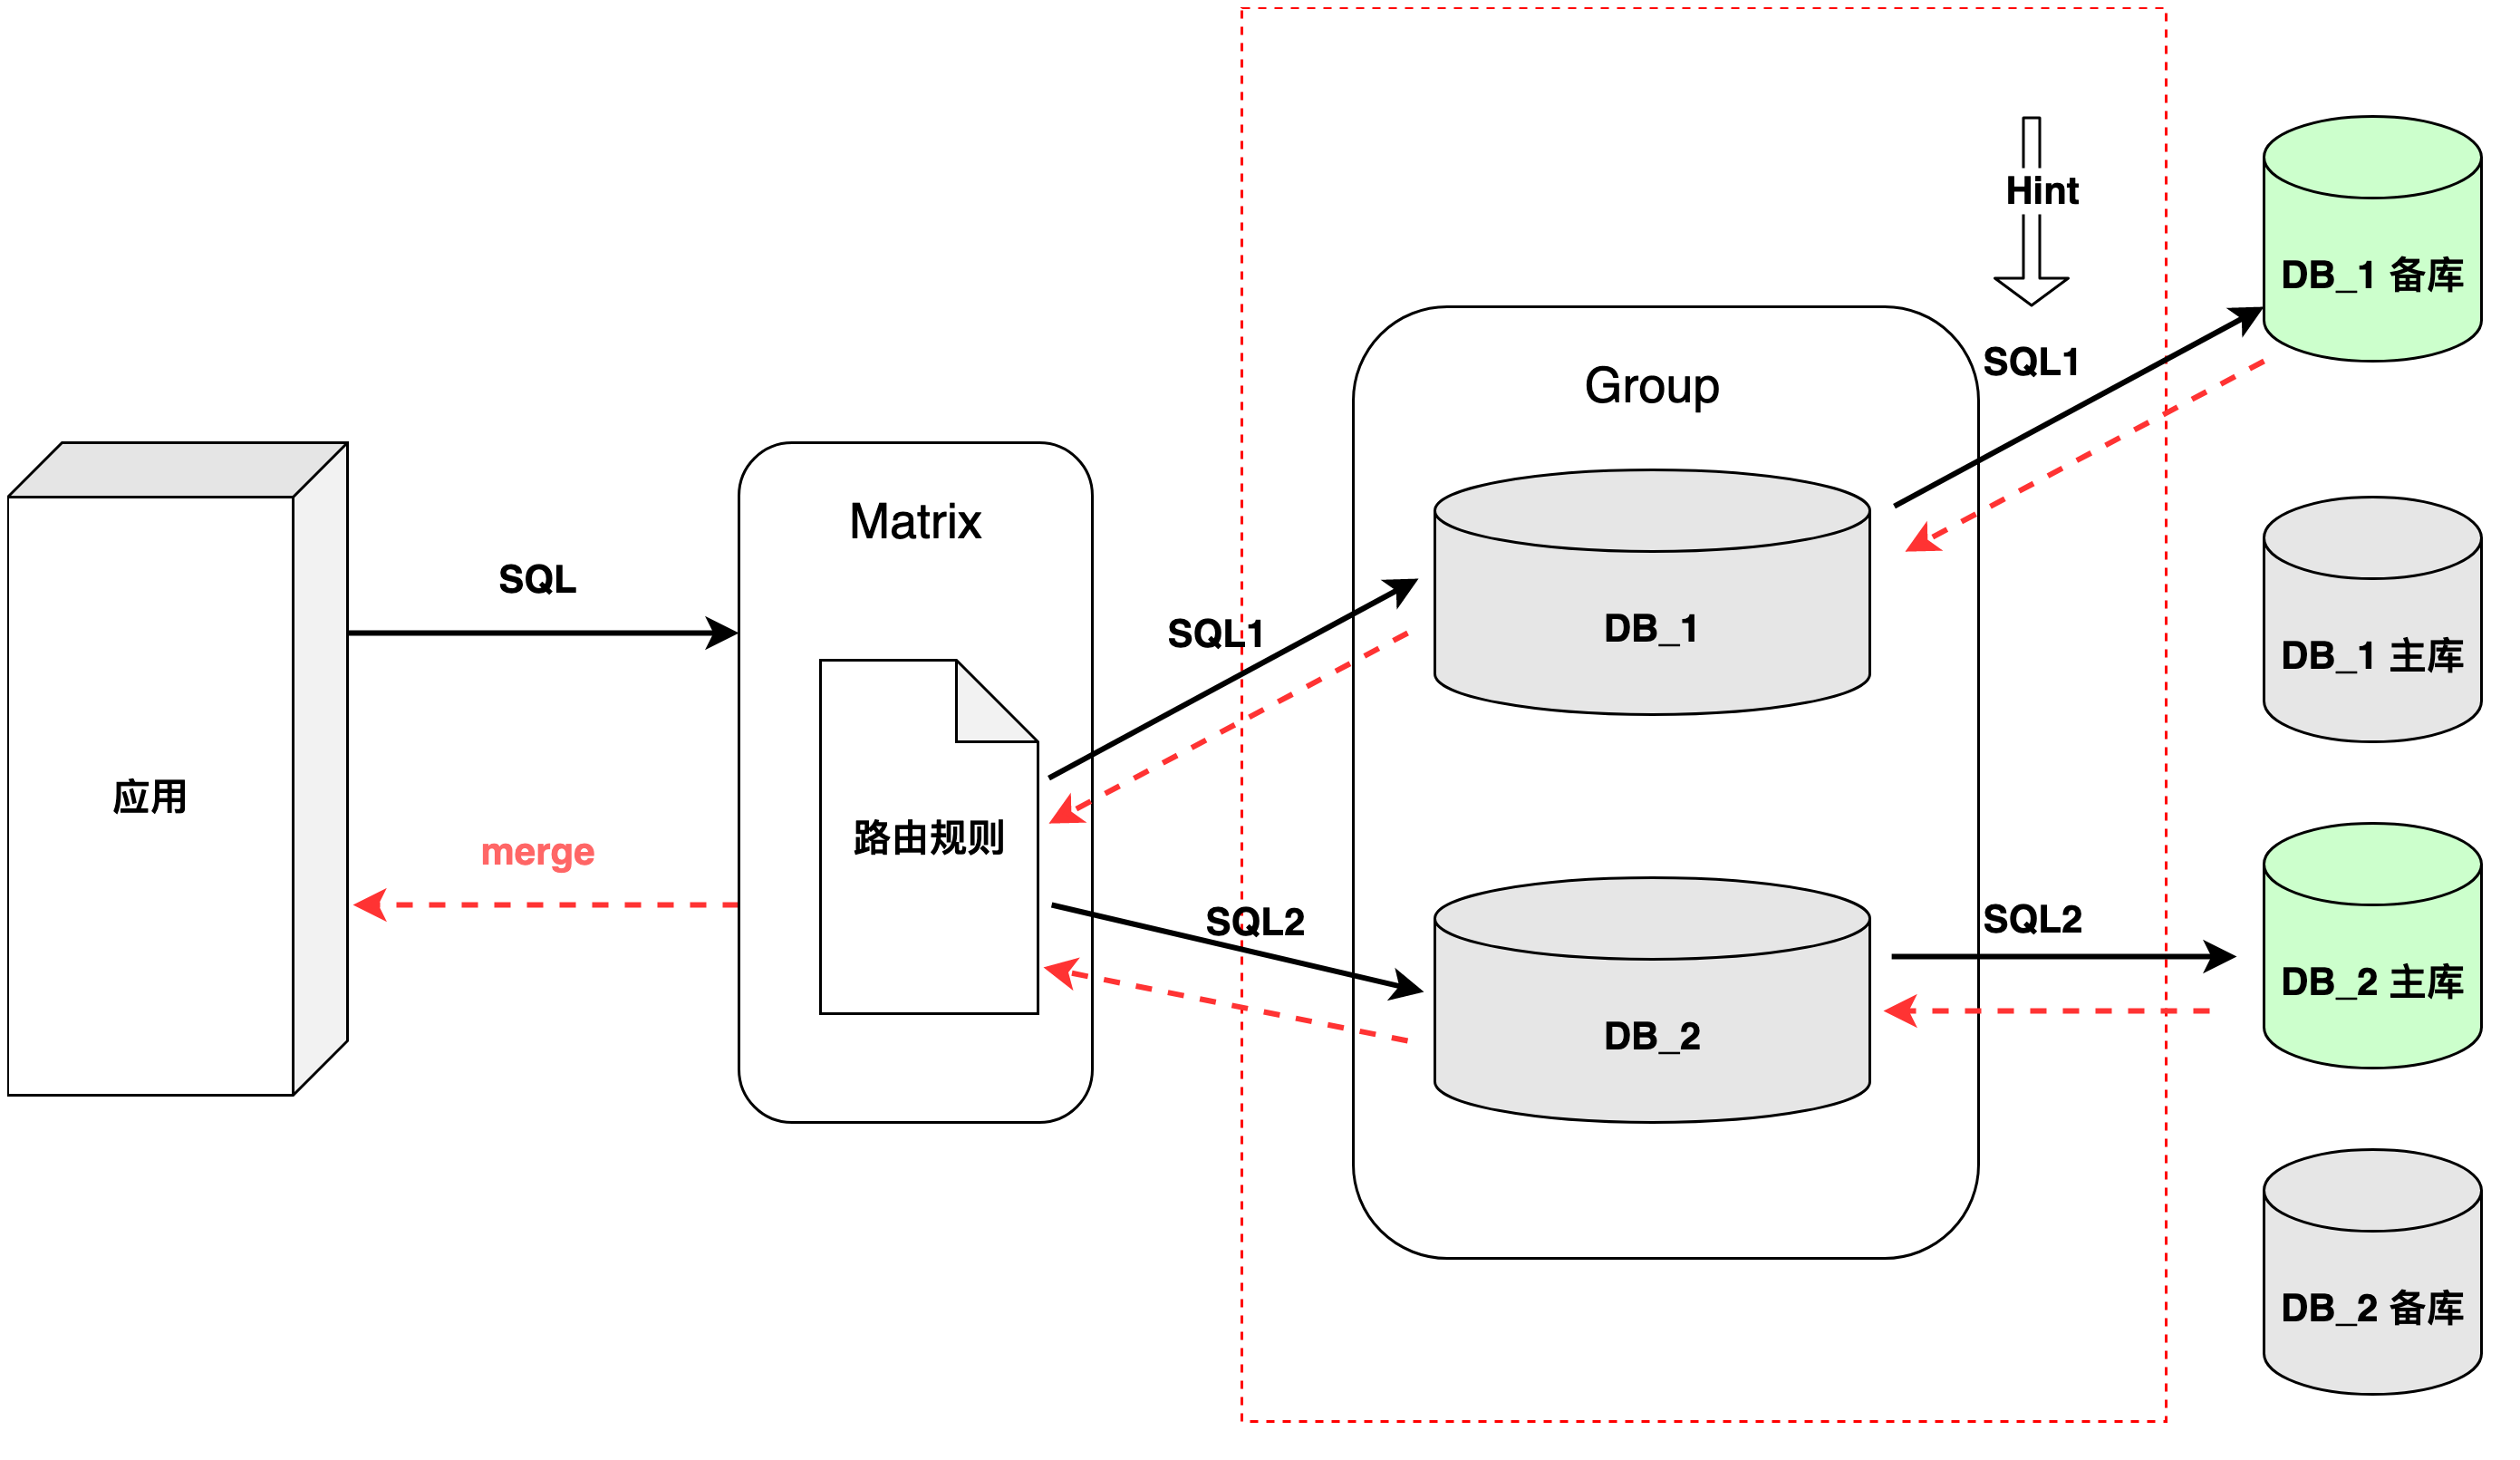 应用
SQL
merge
Matrix
路由规则
SQL1
SQL2
Group
DB_1
DB_2
Hint
SQL1
SQL2
DB_1 备库
DB_1 主库
DB_2 主库
DB_2 备库